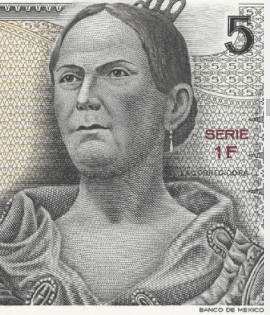 5
SERIE
1F
LA CORREGIDORA
BANCO DE MEXICO